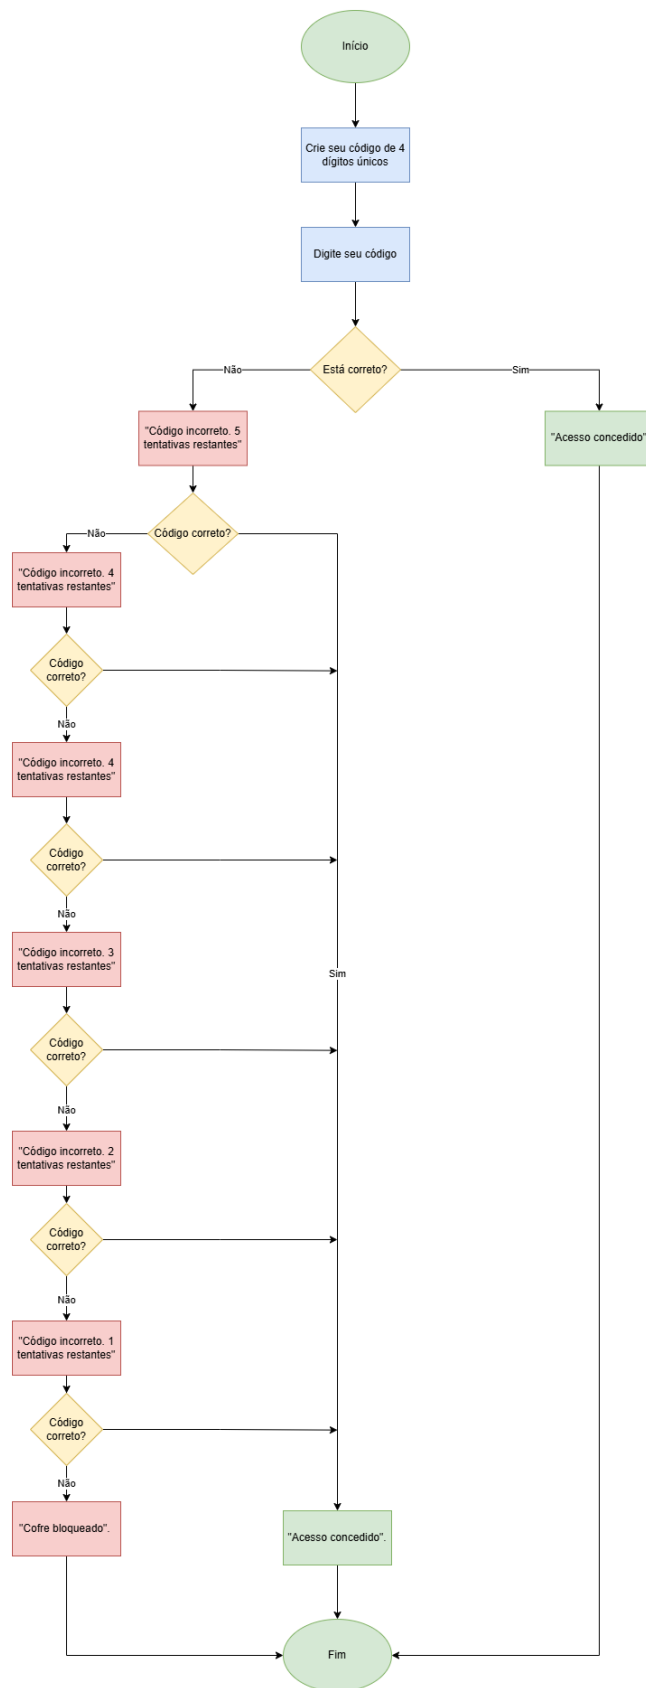 Início
Crie seu código de 4
dígitos únicos
Digite seu código
Está correto?
Não
Sim
"Código incorreto. 5
tentativas restantes"
"Acesso concedido"
Código correto?
Não
"Código incorreto. 4
tentativas restantes"
Código
correto?
Não
"Código incorreto. 4
tentativas restantes"
Código
correto?
Não
"Código incorreto. 3
tentativas restantes"
Sim
Código
correto?
Não
"Código incorreto. 2
tentativas restantes"
Código
correto?
Não
"Código incorreto. 1
tentativas restantes"
Código
correto?
Não
"Cofre bloqueado".
"Acesso concedido".
Fim